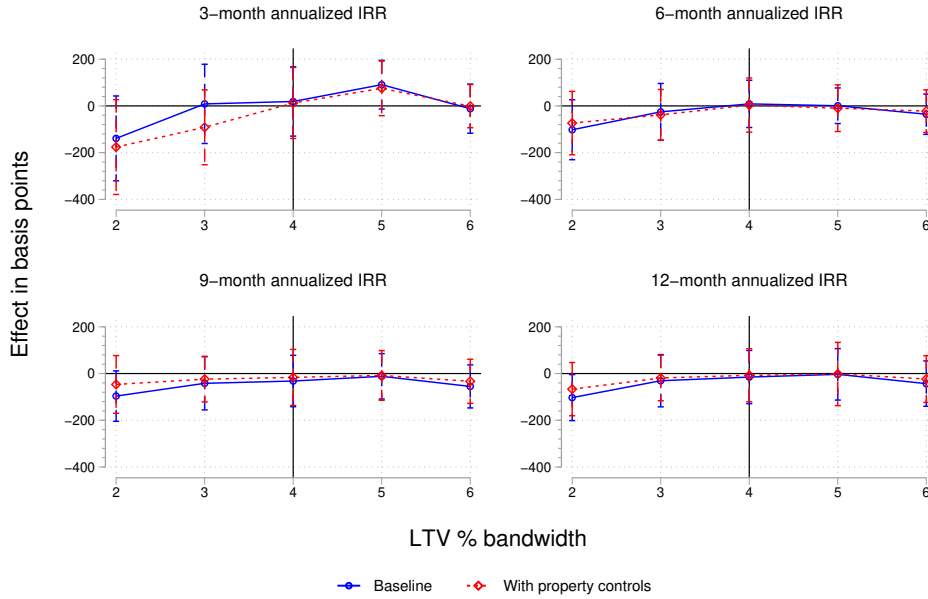 3−month annualized IRR
6−month annualized IRR
200
0
−200
−400
2 3 4 5 6
200
0
−200
−400
2 3 4 5 6
Effect in basis points
9−month annualized IRR
12−month annualized IRR
200
0
−200
−400
2 3 4 5 6
200
0
−200
−400
2 3 4 5 6
LTV % bandwidth
Baseline With property controls